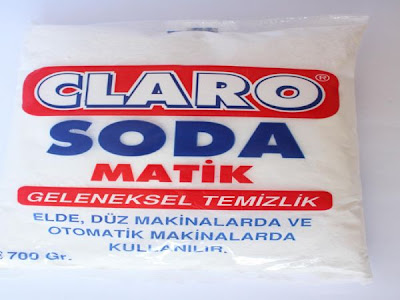 CLARO®
SODA
MATİK
GELENEKSEL TEMİZLİK
ELDE, DÜZ MAKİNALARDA VE
OTOMATİK MAKİNALARDA
KULLANILIR.
700 Gr.